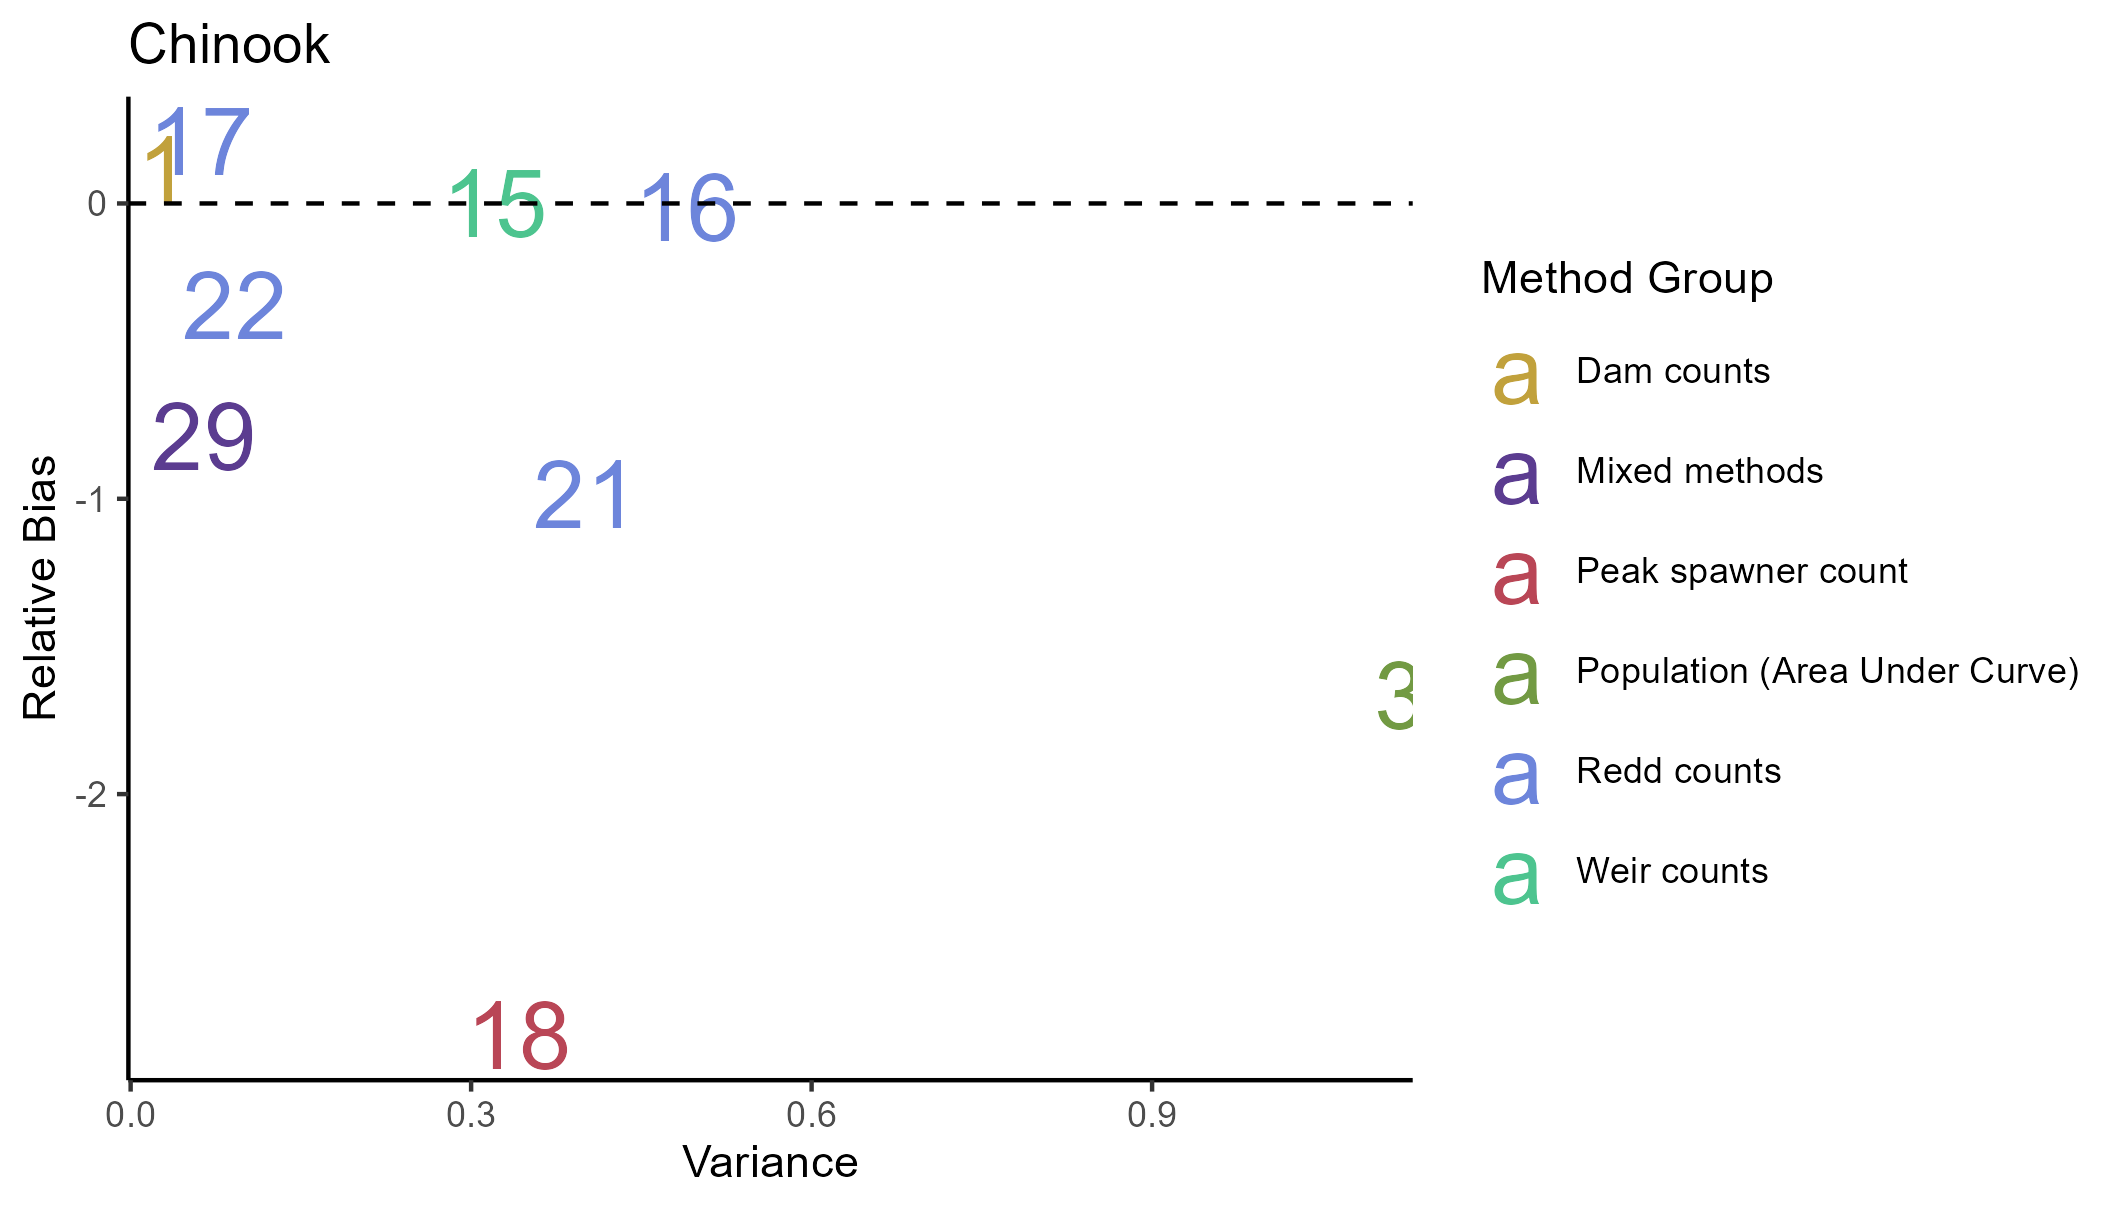 Chinook
17
1
0
15
16
22
29
-1
21
3
-2
18
0.0 0.3 0.6 0.9
Variance
Relative Bias
Method Group
a Dam counts
a Mixed methods
a Peak spawner count
a Population (Area Under Curve)
a Redd counts
a Weir counts